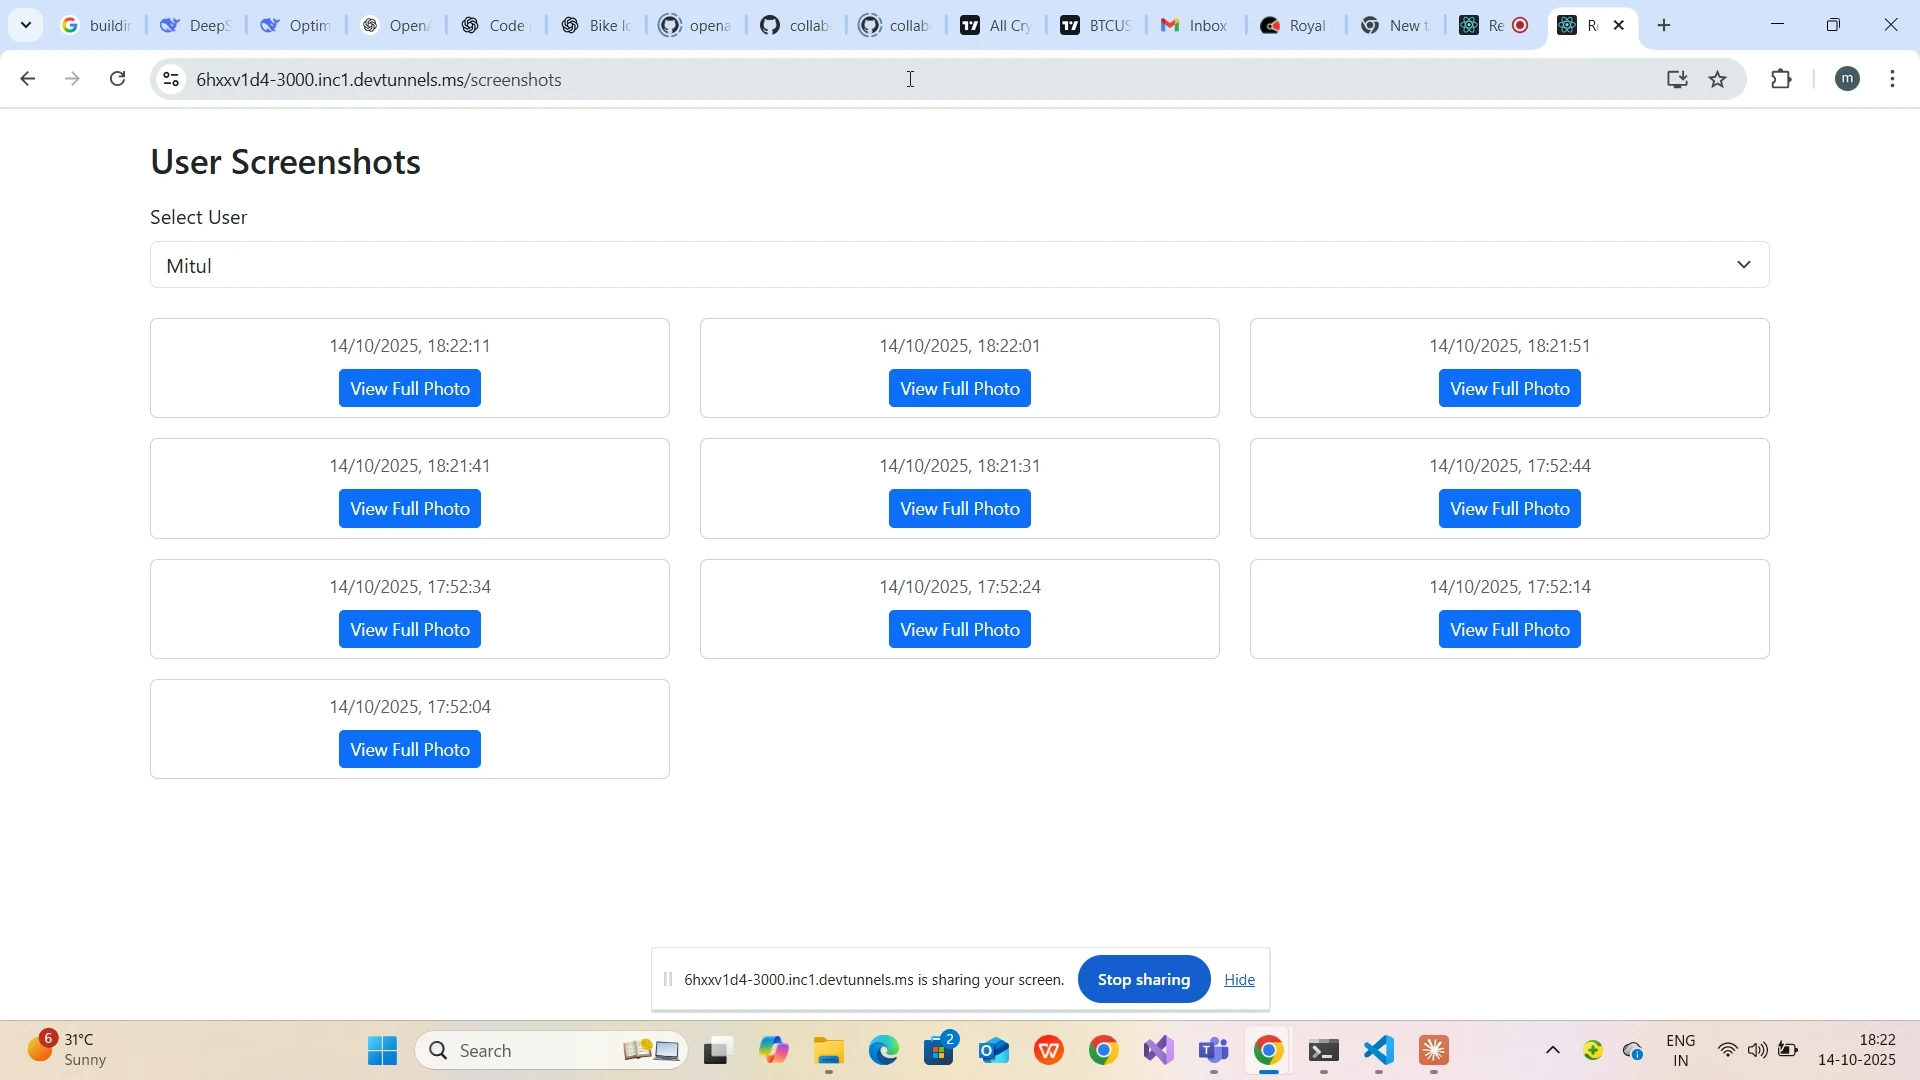 buildin
DeepS
Optim
OpenA
Code
Bike lo
opena
collab
collab
All Cry
BTCUS
Inbox
Royal
New t
Re
Re
6hxxv1d4-3000.inc1.devtunnels.ms/screenshots
m
User Screenshots
Select User
Mitul
14/10/2025, 18:22:11
14/10/2025, 18:22:01
14/10/2025, 18:21:51
View Full Photo
View Full Photo
View Full Photo
14/10/2025, 18:21:41
14/10/2025, 18:21:31
14/10/2025, 17:52:44
View Full Photo
View Full Photo
View Full Photo
14/10/2025, 17:52:34
14/10/2025, 17:52:24
14/10/2025, 17:52:14
View Full Photo
View Full Photo
View Full Photo
14/10/2025, 17:52:04
View Full Photo
6hxxv1d4-3000.inc1.devtunnels.ms is sharing your screen.
Stop sharing
Hide
6
31°C
Sunny
Search
2
ENG
IN
18:22
14-10-2025